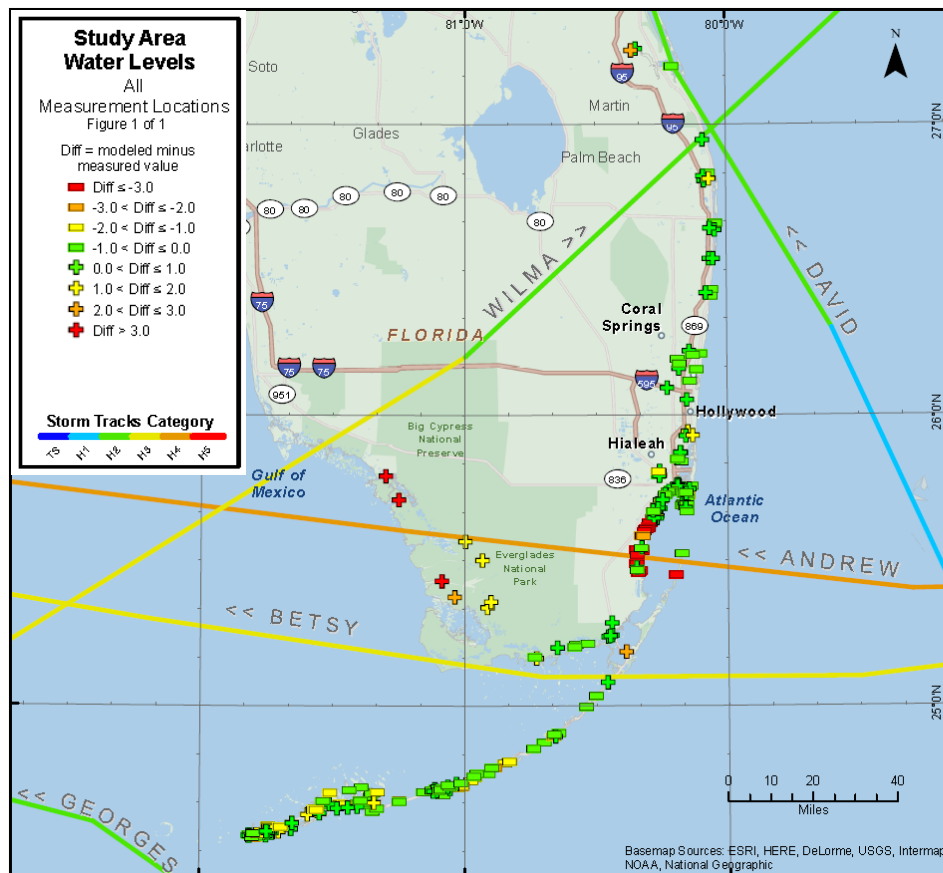 Study Area
Water Levels
All
Measurement Locations
Figure 1 of 1
Diff = modeled minus
measured value
Diff ≤ -3.0
-3.0 < Diff ≤ -2.0
-2.0 < Diff ≤ -1.0
-1.0 < Diff ≤ 0.0
0.0 < Diff ≤ 1.0
1.0 < Diff ≤ 2.0
2.0 < Diff ≤ 3.0
Diff > 3.0
Storm Tracks Category
TS
H1
H2
H3
H4
H5
81°0'W
80°0'W
N
Soto
95
Martin
95
27°0'N
Glades
arlotte
Palm Beach
80
80
80
80
80
80
80
WILMA >>
<< DAVID
75
Coral
Springs
869
FLORIDA
75
75
595
951
Hollywood
26°0'N
Big Cypress
National
Preserve
Hialeah
Gulf of
Mexico
836
Atlantic
Ocean
Everglades
National
Park
<< ANDREW
<< BETSY
25°0'N
<< GEORGES
0
10
20
40
Miles
Basemap Sources: ESRI, HERE, DeLorme, USGS, Intermap
NOAA, National Geographic